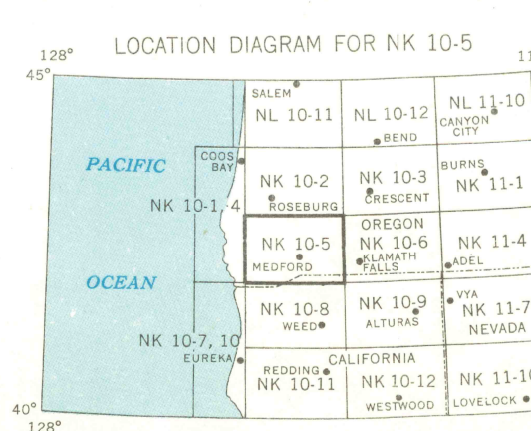 LOCATION DIAGRAM FOR NK 10-5
128°
45°
SALEM
NL 10-11
NL 10-12
BEND
NL 11-10
CANYON
CITY
PACIFIC
COOS
BAY
NK 10-1, 4
NK 10-2
ROSEBURG
NK 10-3
CRESCENT
BURNS
NK 11-1
OREGON
NK 10-5
MEDFORD
NK 10-6
KLAMATH
FALLS
NK 11-4
ADEL
OCEAN
NK 10-8
WEED
NK 10-9
ALTURAS
VYA
NK 11-7
NEVADA
NK 10-7, 10
EUREKA
CALIFORNIA
REDDING
NK 10-11
NK 10-12
WESTWOOD
NK 11-10
LOVELOCK
40°
128°